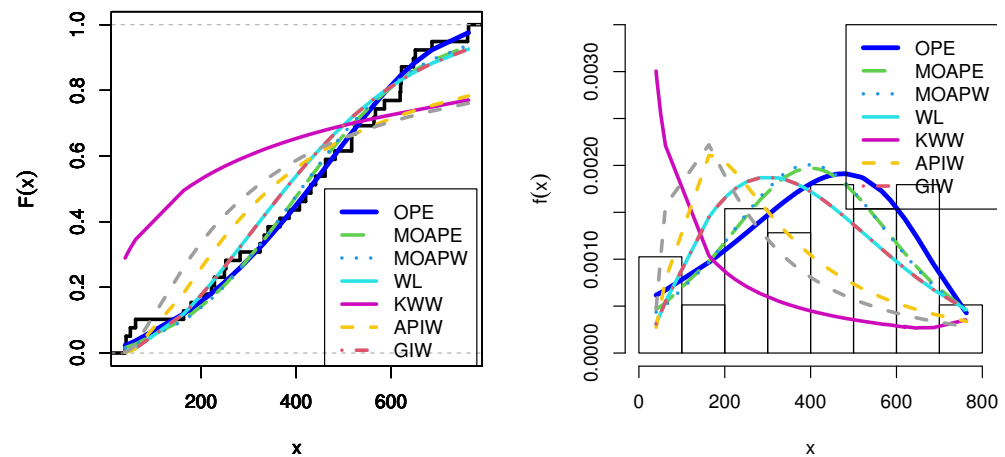 F(x)
0.0
0.2
0.4
0.6
0.8
1.0
200
400
600
x
OPE
MOAPE
MOAPW
WL
KWW
APIW
GIW
f(x)
0.0000
0.0010
0.0020
0.0030
0
200
400
600
800
x
OPE
MOAPE
MOAPW
WL
KWW
APIW
GIW